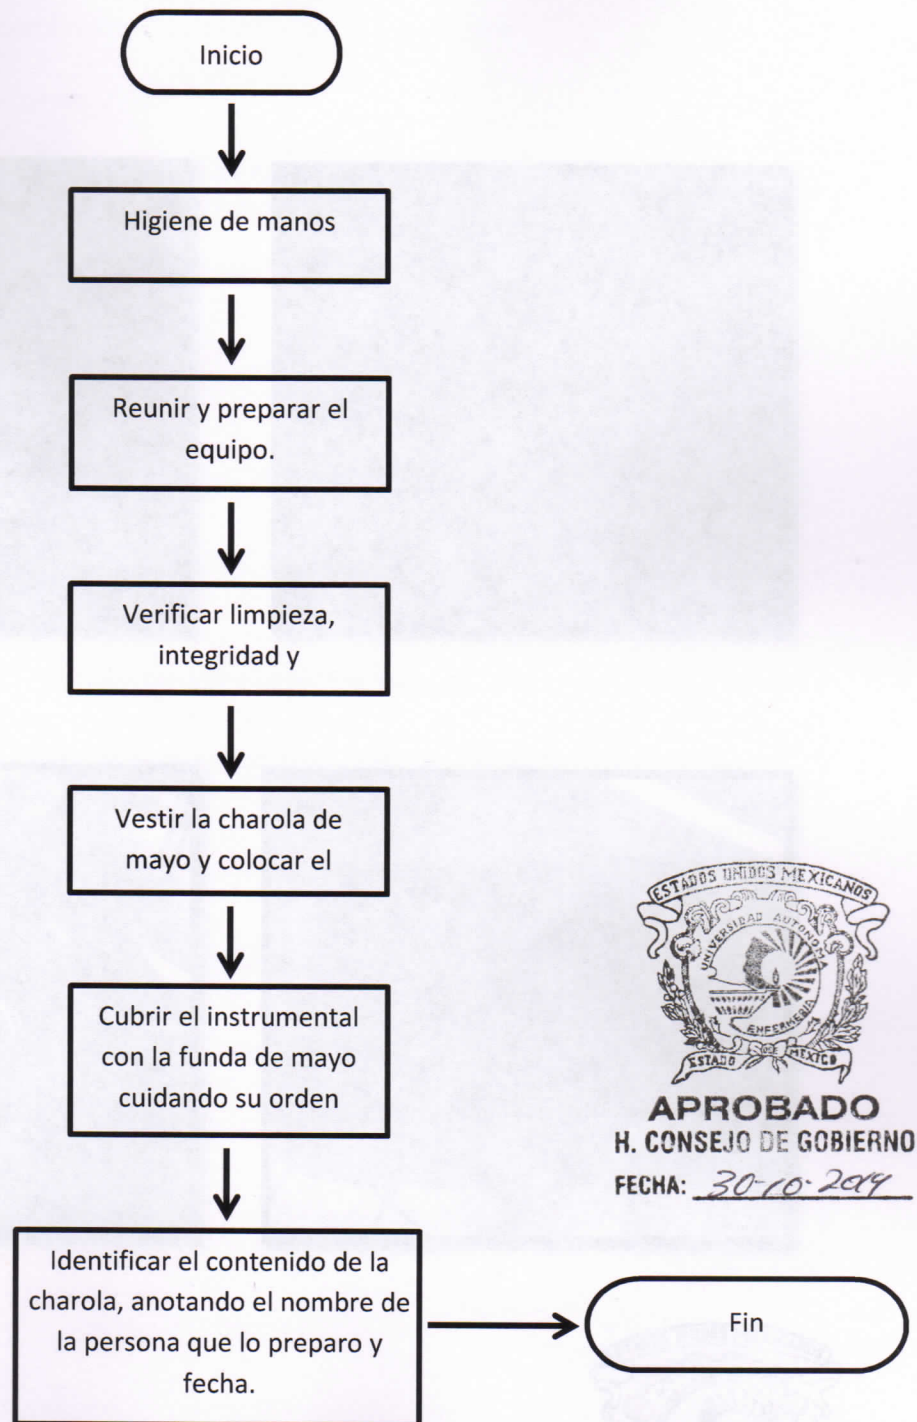 Inicio
Higiene de manos
Reunir y preparar el
equipo.
Verificar limpieza,
integridad y
Vestir la charola de
mayo y colocar el
Cubrir el instrumental
con la funda de mayo
cuidando su orden
ESTADOS UNIDOS MEXICANOS
UNIVERSIDAD AUTONOMA
ENFERMERIA
ESTADO DE MEXICO
APROBADO
H. CONSEJO DE GOBIERNO
FECHA: 30-10-2014
Identificar el contenido de la
charola, anotando el nombre de
la persona que lo preparo y
fecha.
Fin